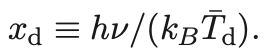 x_d ≡ hν/(k_B T̄_d).